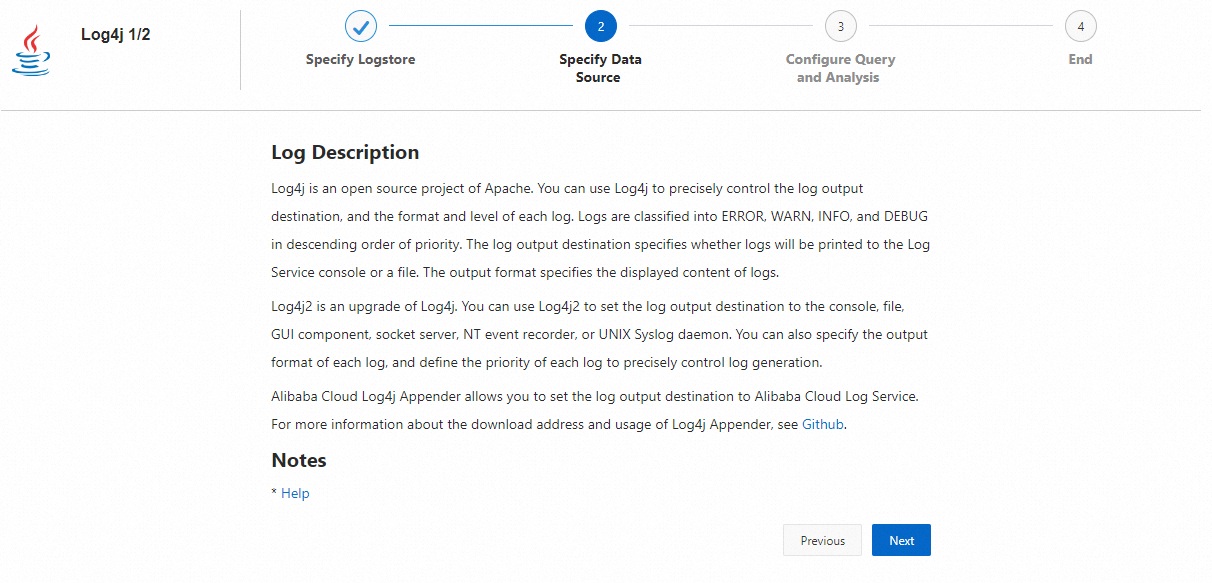 Log4j 1/2
2
3
4
Specify Logstore
Specify Data
Source
Configure Query
and Analysis
End
Log Description
Log4j is an open source project of Apache. You can use Log4j to precisely control the log output
destination, and the format and level of each log. Logs are classified into ERROR, WARN, INFO, and DEBUG
in descending order of priority. The log output destination specifies whether logs will be printed to the Log
Service console or a file. The output format specifies the displayed content of logs.
Log4j2 is an upgrade of Log4j. You can use Log4j2 to set the log output destination to the console, file,
GUI component, socket server, NT event recorder, or UNIX Syslog daemon. You can also specify the output
format of each log, and define the priority of each log to precisely control log generation.
Alibaba Cloud Log4j Appender allows you to set the log output destination to Alibaba Cloud Log Service.
For more information about the download address and usage of Log4j Appender, see Github.
Notes
* Help
Previous
Next